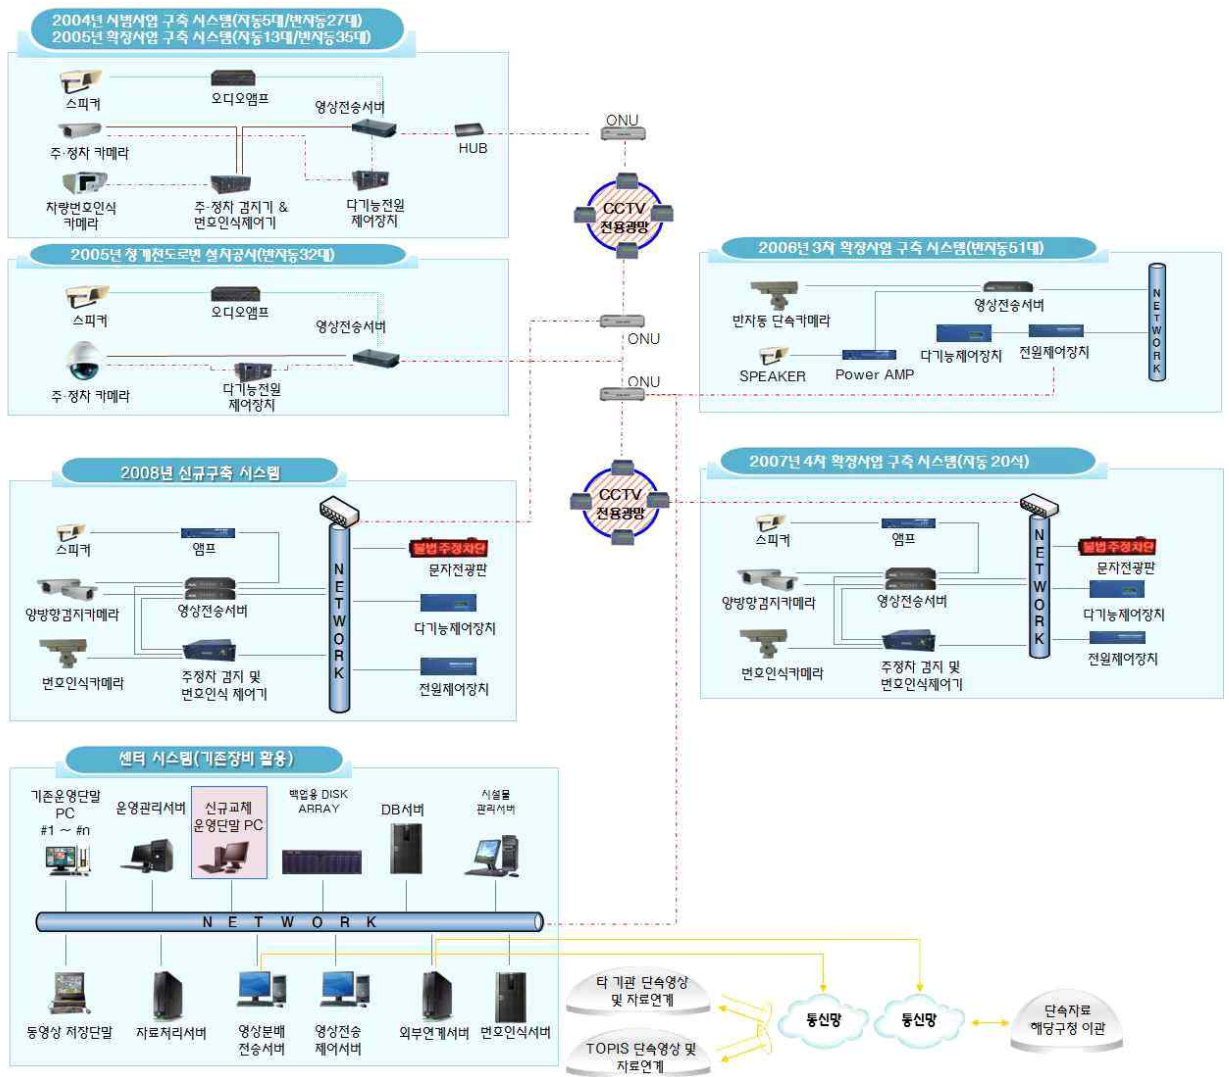 2004년 시범사업 구축 시스템(자동5대/반자동27대)
2005년 확장사업 구축 시스템(자동13대/반자동35대)
스피커
오디오앰프
영상전송서버
주·정차 카메라
HUB
차량번호인식
카메라
주·정차 검지기 &
번호인식제어기
다기능전원
제어장치
ONU
CCTV
전용광망
2005년 청계천도로변 설치공사(반자동32대)
스피커
오디오앰프
영상전송서버
주·정차 카메라
다기능전원
제어장치
ONU
ONU
2006년 3차 확장사업 구축 시스템(반자동51대)
반자동 단속카메라
영상전송서버
SPEAKER
Power AMP
다기능제어장치
전원제어장치
NETWORK
2008년 신규구축 시스템
스피커
앰프
양방향검지카메라
영상전송서버
번호인식카메라
주정차 검지 및
번호인식 제어기
NETWORK
불법주정차단
문자전광판
다기능제어장치
전원제어장치
CCTV
전용광망
2007년 4차 확장사업 구축 시스템(자동 20식)
스피커
앰프
양방향검지카메라
영상전송서버
번호인식카메라
주정차 검지 및
번호인식제어기
NETWORK
불법주정차단
문자전광판
다기능제어장치
전원제어장치
센터 시스템(기존장비 활용)
기존운영단말
PC
#1 ~ #n
운영관리서버
신규교체
운영단말 PC
백업용 DISK
ARRAY
DB서버
시설물
관리서버
NETWORK
동영상 저장단말
자료처리서버
영상분배
전송서버
영상전송
제어서버
외부연계서버
번호인식서버
타 기관 단속영상
및 자료연계
TOPIS 단속영상 및
자료연계
통신망
통신망
단속자료
해당구청 이관